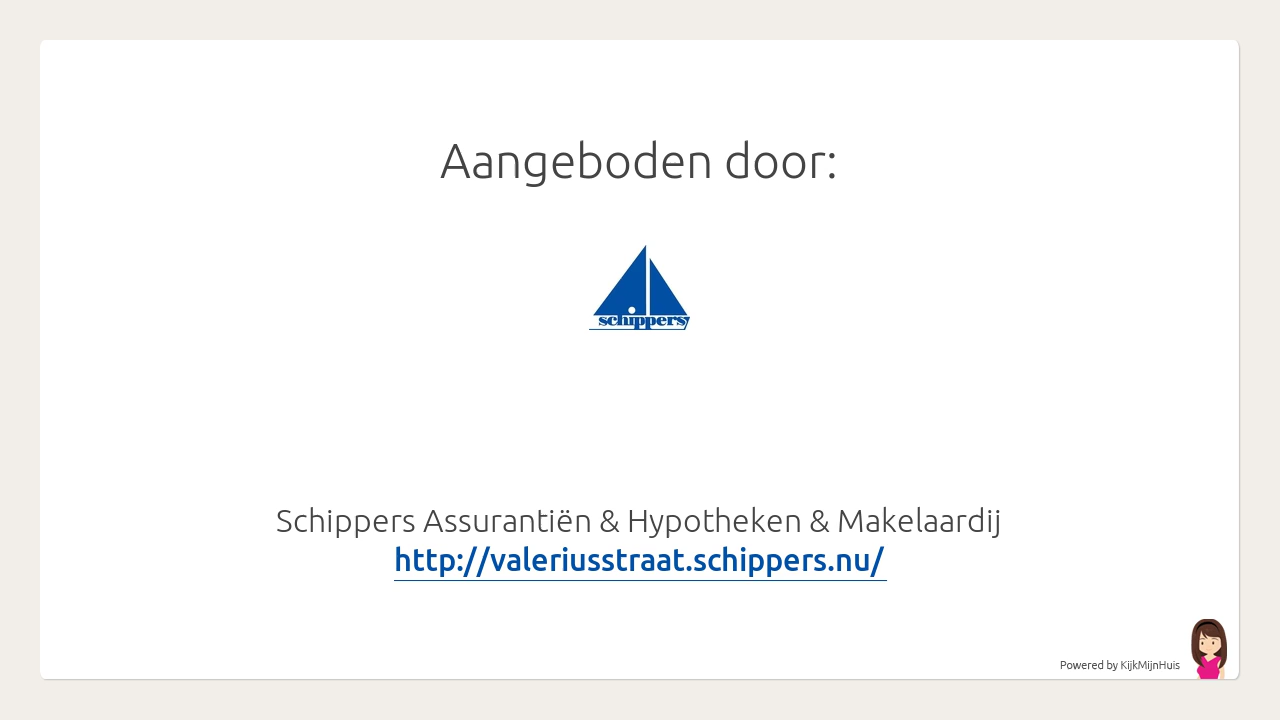 Aangeboden door:
schippers
Schippers Assurantiën & Hypotheken & Makelaardij
http://valeriusstraat.schippers.nu/
Powered by KijkMijnHuis